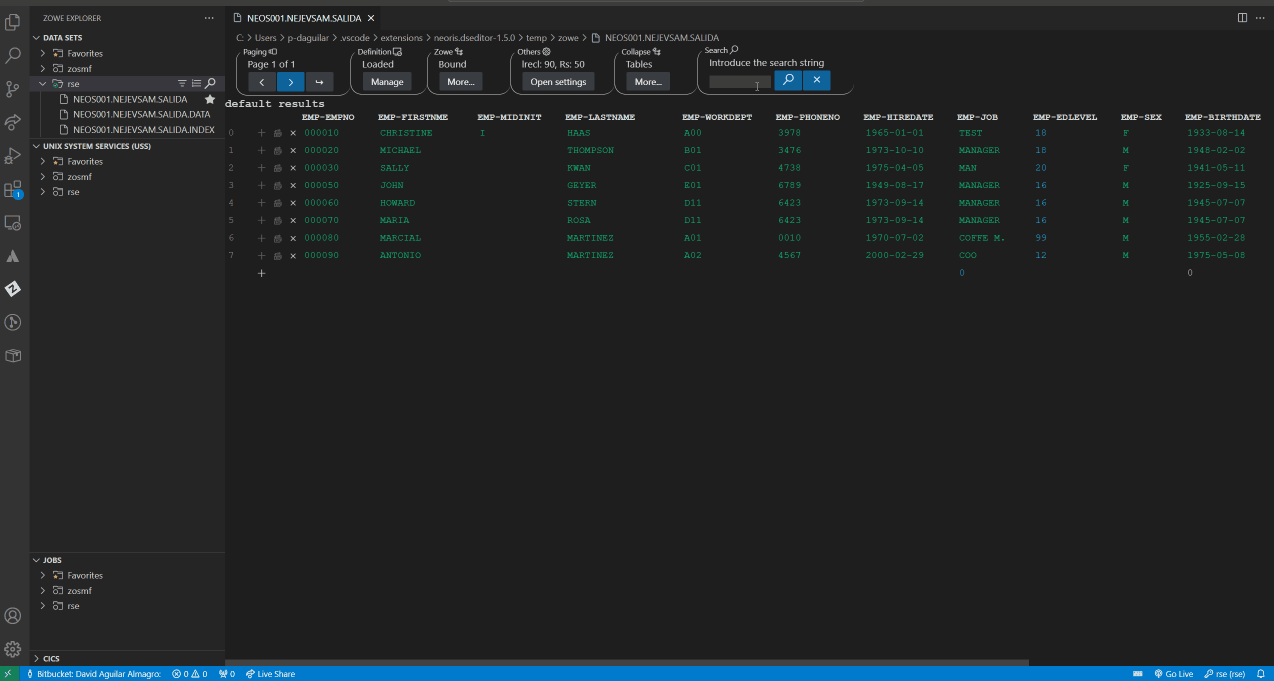 ZOWE EXPLORER
DATA SETS
Favorites
zosmf
rse
NEOS001.NEJEVSAM.SALIDA
NEOS001.NEJEVSAM.SALIDA.DATA
NEOS001.NEJEVSAM.SALIDA.INDEX
UNIX SYSTEM SERVICES (USS)
Favorites
zosmf
rse
JOBS
Favorites
zosmf
rse
CICS
NEOS001.NEJEVSAM.SALIDA
C: > Users > p-daguilar > .vscode > extensions > neoris.dseditor-1.5.0 > temp > zowe > NEOS001.NEJEVSAM.SALIDA
Paging Definition Zowe Others Collapse Search
Page 1 of 1 Loaded Bound lrecl: 90, Rs: 50 Tables Introduce the search string
Manage More... Open settings More...
default results
EMP-EMPNO EMP-FIRSTNME EMP-MIDINIT EMP-LASTNAME EMP-WORKDEPT EMP-PHONENO EMP-HIREDATE EMP-JOB EMP-EDLEVEL EMP-SEX EMP-BIRTHDATE
0 000010 CHRISTINE I HAAS A00 3978 1965-01-01 TEST 18 F 1933-08-14
1 000020 MICHAEL THOMPSON B01 3476 1973-10-10 MANAGER 18 M 1948-02-02
2 000030 SALLY KWAN C01 4738 1975-04-05 MAN 20 F 1941-05-11
3 000050 JOHN GEYER E01 6789 1949-08-17 MANAGER 16 M 1925-09-15
4 000060 HOWARD STERN D11 6423 1973-09-14 MANAGER 16 M 1945-07-07
5 000070 MARIA ROSA D11 6423 1973-09-14 MANAGER 16 M 1945-07-07
6 000080 MARCIAL MARTINEZ A01 0010 1970-07-02 COFFE M. 99 M 1955-02-28
7 000090 ANTONIO MARTINEZ A02 4567 2000-02-29 COO 12 M 1975-05-08
0 0
1
Bitbucket: David Aguilar Almagro: 0 0 0 Live Share Go Live rse (rse)